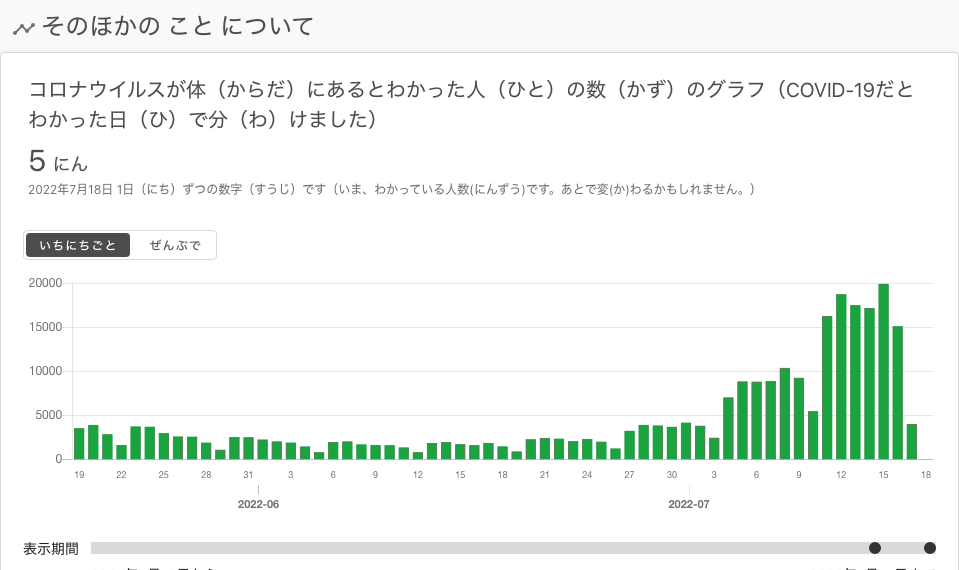 そのほかの こと について
コロナウイルスが体（からだ）にあるとわかった人（ひと）の数（かず）のグラフ（COVID-19だと
わかった日（ひ）で分（わ）けました）
5 にん
2022年7月18日 1日（にち）ずつの数字（すうじ）です（いま、わかっている人数(にんずう)です。あとで変(か)わるかもしれません。）
いちにちごと ぜんぶで
20000
15000
10000
5000
0
19 22 25 28 31 3 6 9 12 15 18 21 24 27 30 3 6 9 12 15 18
2022-06 2022-07
表示期間